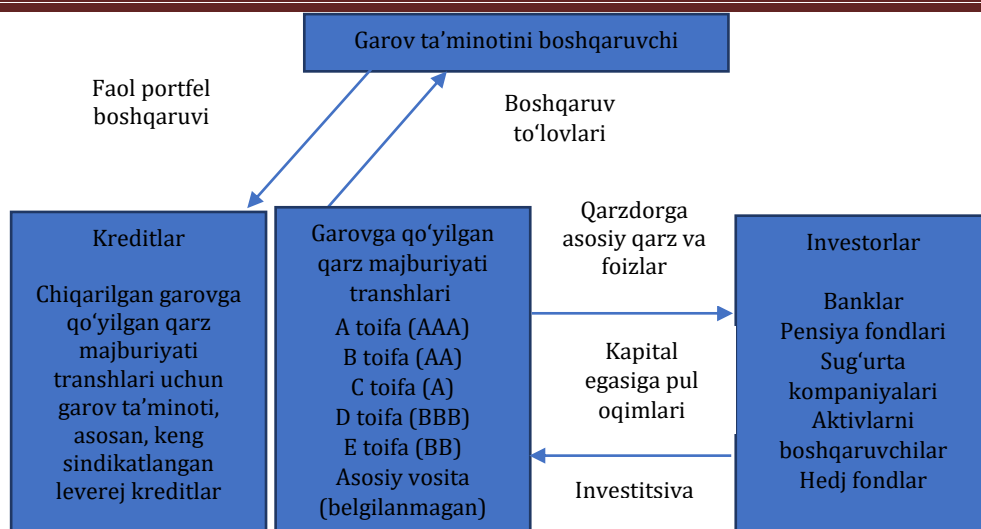 Garov ta’minotini boshqaruvchi
Faol portfel
boshqaruvi
Boshqaruv
to‘lovlari
Kreditlar
Chiqarilgan garovga
qo‘yilgan qarz
majburiyati
transhlari uchun
garov ta’minoti,
asosan, keng
sindikatlangan
leverej kreditlar
Garovga qo‘yilgan
qarz majburiyati
transhlari
A toifa (AAA)
B toifa (AA)
C toifa (A)
D toifa (BBB)
E toifa (BB)
Asosiy vosita
(belgilanmagan)
Qarzdorga
asosiy qarz va
foizlar
Kapital
egasiga pul
oqimlari
Investitsiva
Investorlar
Banklar
Pensiya fondlari
Sug‘urta
kompaniyalari
Aktivlarni
boshqaruvchilar
Hedj fondlar